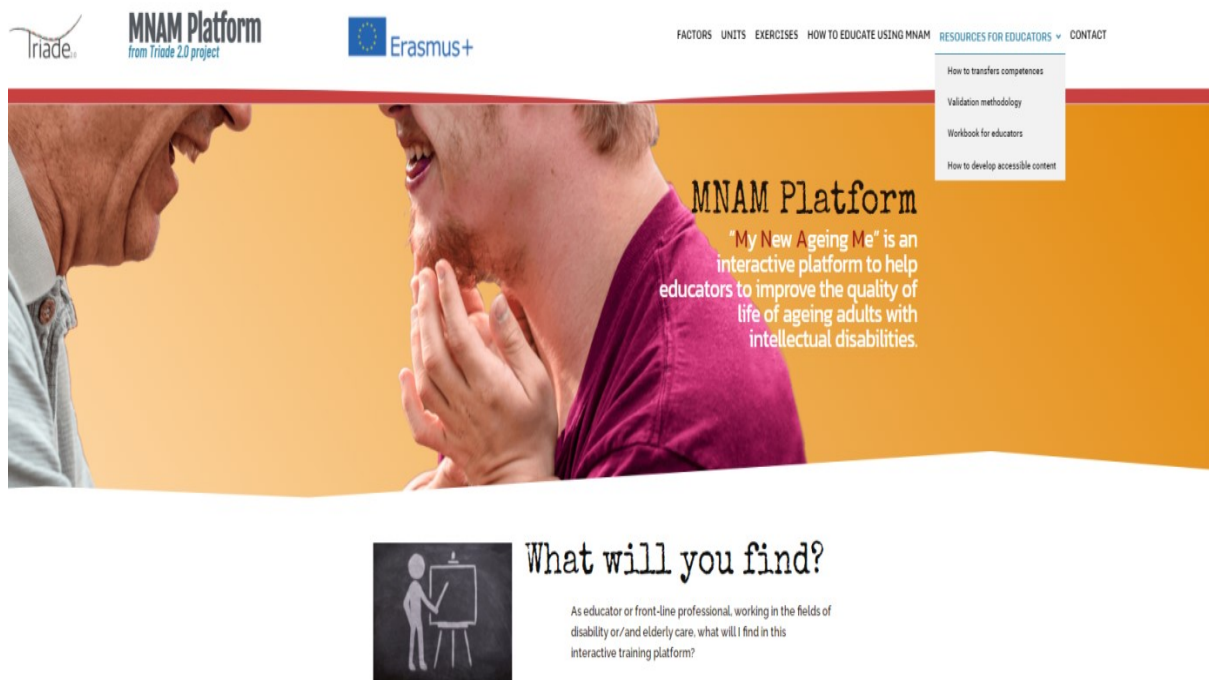 Triade 2.0
MNAM Platform
from Triade 2.0 project
Erasmus+
FACTORS UNITS EXERCISES HOW TO EDUCATE USING MNAM RESOURCES FOR EDUCATORS CONTACT
How to transfers competences
Validation methodology
Workbook for educators
How to develop accessible content
MNAM Platform
“My New Ageing Me” is an
interactive platform to help
educators to improve the quality of
life of ageing adults with
intellectual disabilities.
What will you find?
As educator or front-line professional, working in the fields of
disability or/and elderly care, what will I find in this
interactive training platform?